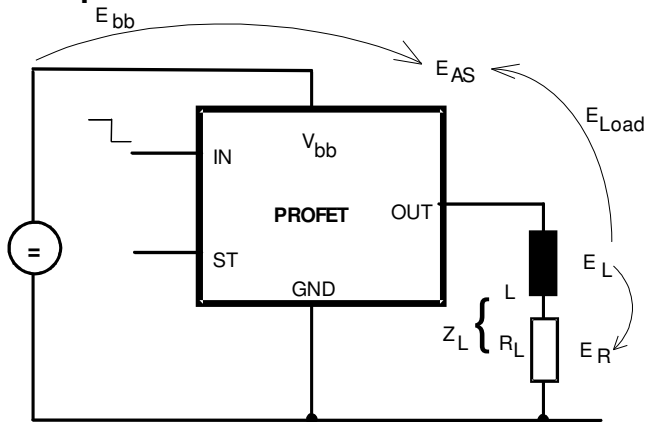 E bb
E AS
E Load
V bb
IN
PROFET
OUT
=
ST
E L
GND
L
Z L { R L
E R